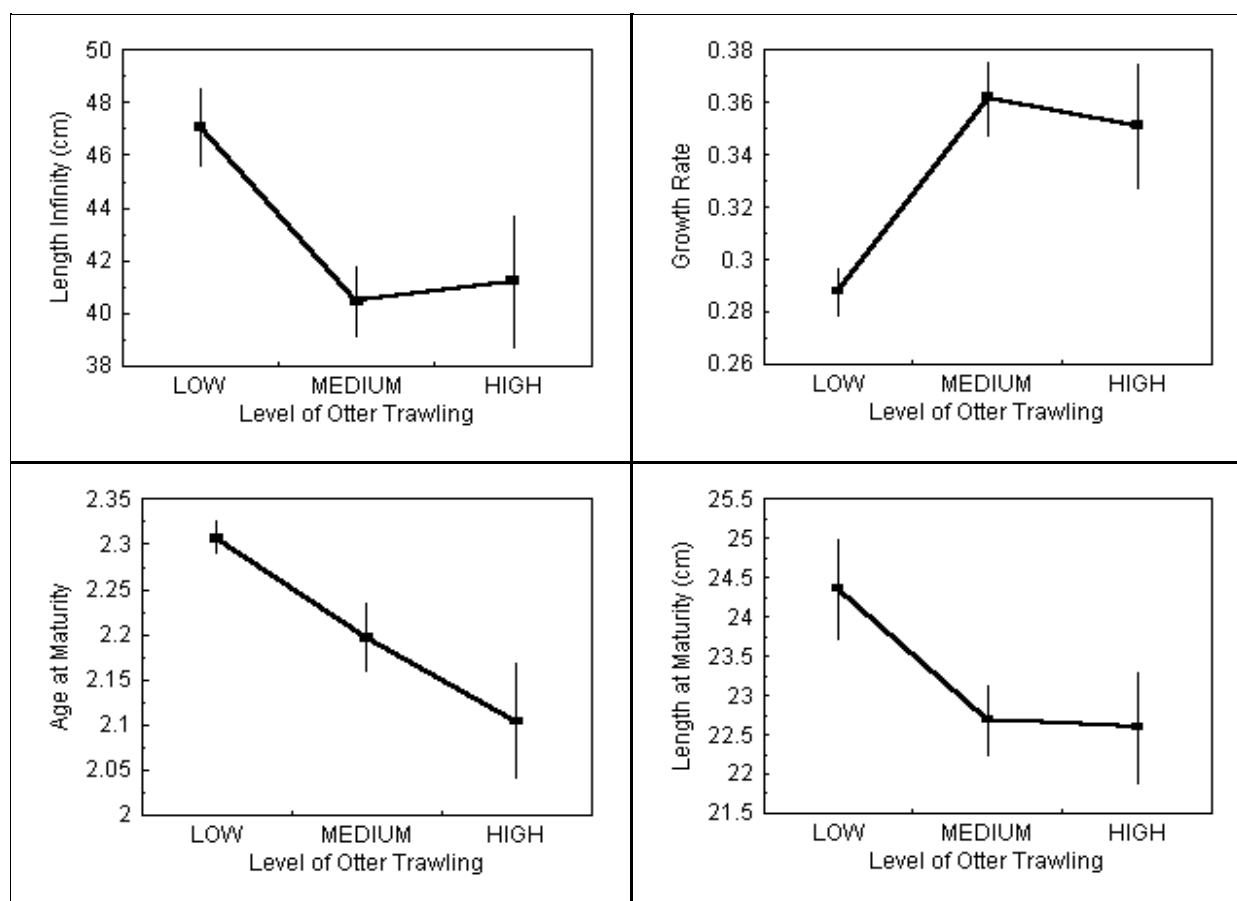 Length Infinity (cm)
50
48
46
44
42
40
38
LOW MEDIUM HIGH
Level of Otter Trawling
Growth Rate
0.38
0.36
0.34
0.32
0.3
0.28
0.26
LOW MEDIUM HIGH
Level of Otter Trawling
Age at Maturity
2.35
2.3
2.25
2.2
2.15
2.1
2.05
2
LOW MEDIUM HIGH
Level of Otter Trawling
Length at Maturity (cm)
25.5
25
24.5
24
23.5
23
22.5
22
21.5
LOW MEDIUM HIGH
Level of Otter Trawling